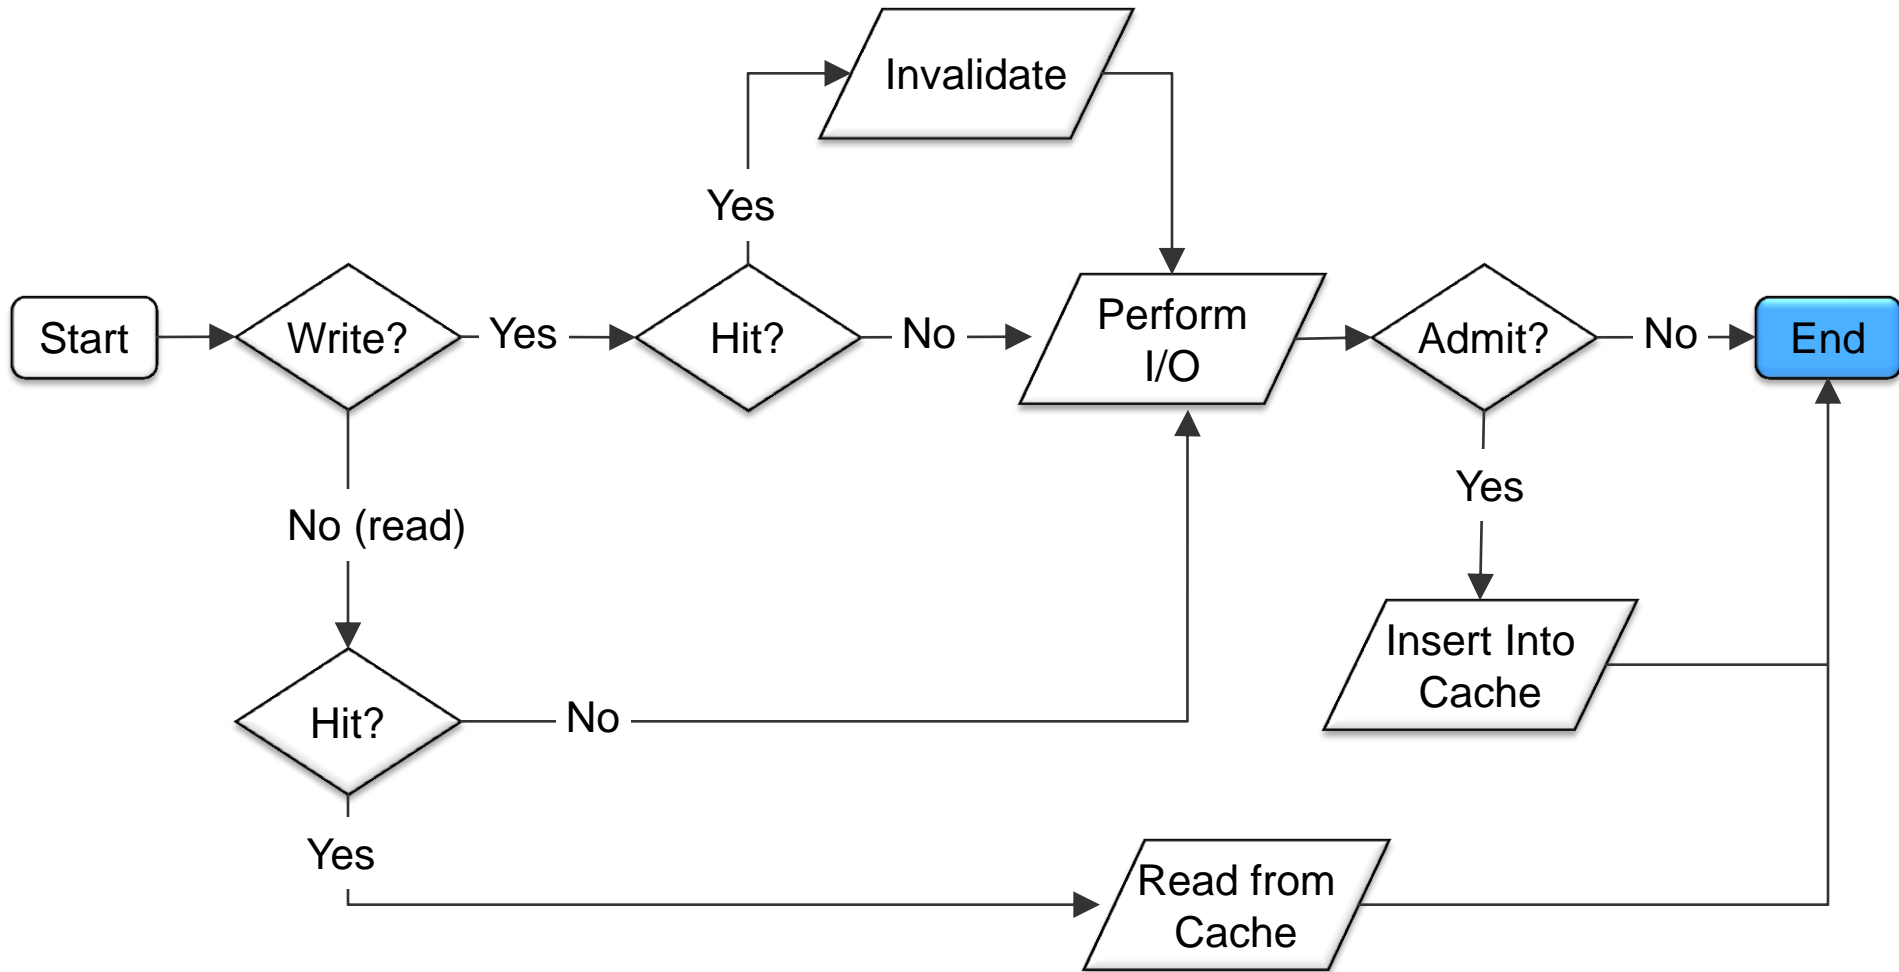 Invalidate
Yes
Start
Write?
Yes
Hit?
No
Perform
I/O
Admit?
No
End
Yes
No (read)
Insert Into
Cache
Hit?
No
Yes
Read from
Cache